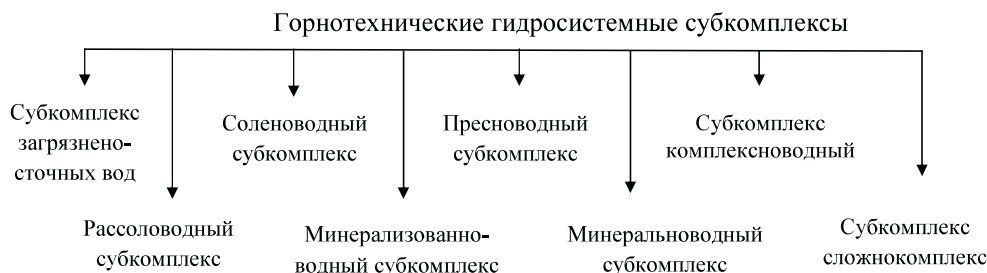 Горнотехнические гидросистемные субкомплексы
Субкомплекс
загрязнено-
сточных вод
Соленоводный
субкомплекс
Пресноводный
субкомплекс
Субкомплекс
комплексноводный
Рассоловодный
субкомплекс
Минерализованно-
водный субкомплекс
Минеральноводный
субкомплекс
Субкомплекс
сложнокомплекс